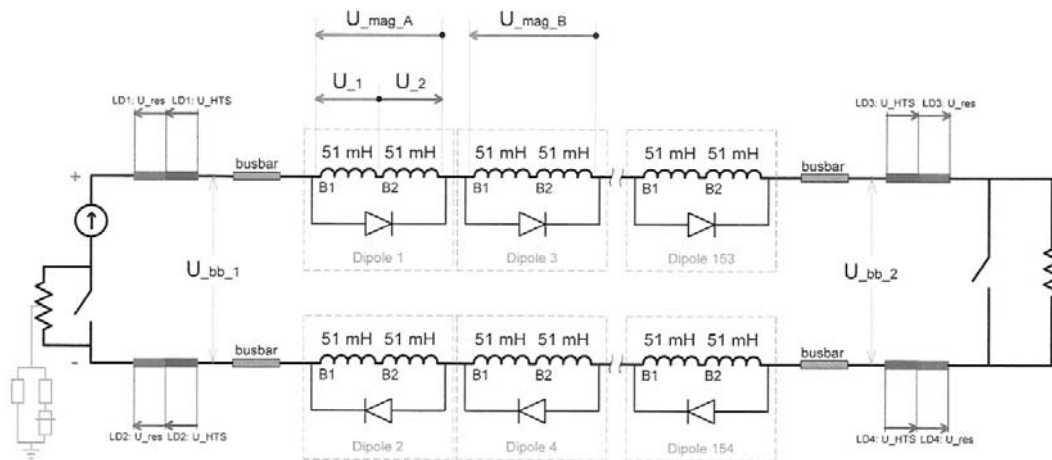 U_mag_A U_mag_B
U_1 U_2
LD1: U_res LD1: U_HTS LD3: U_HTS LD3: U_res
51 mH 51 mH 51 mH 51 mH 51 mH 51 mH
busbar busbar
+ B1 B2 B1 B2 B1 B2
Dipole 1 Dipole 3 Dipole 153
U_bb_1 U_bb_2
51 mH 51 mH 51 mH 51 mH 51 mH 51 mH
busbar busbar
- B1 B2 B1 B2 B1 B2
LD2: U_res LD2: U_HTS LD4: U_HTS LD4: U_res
Dipole 2 Dipole 4 Dipole 154